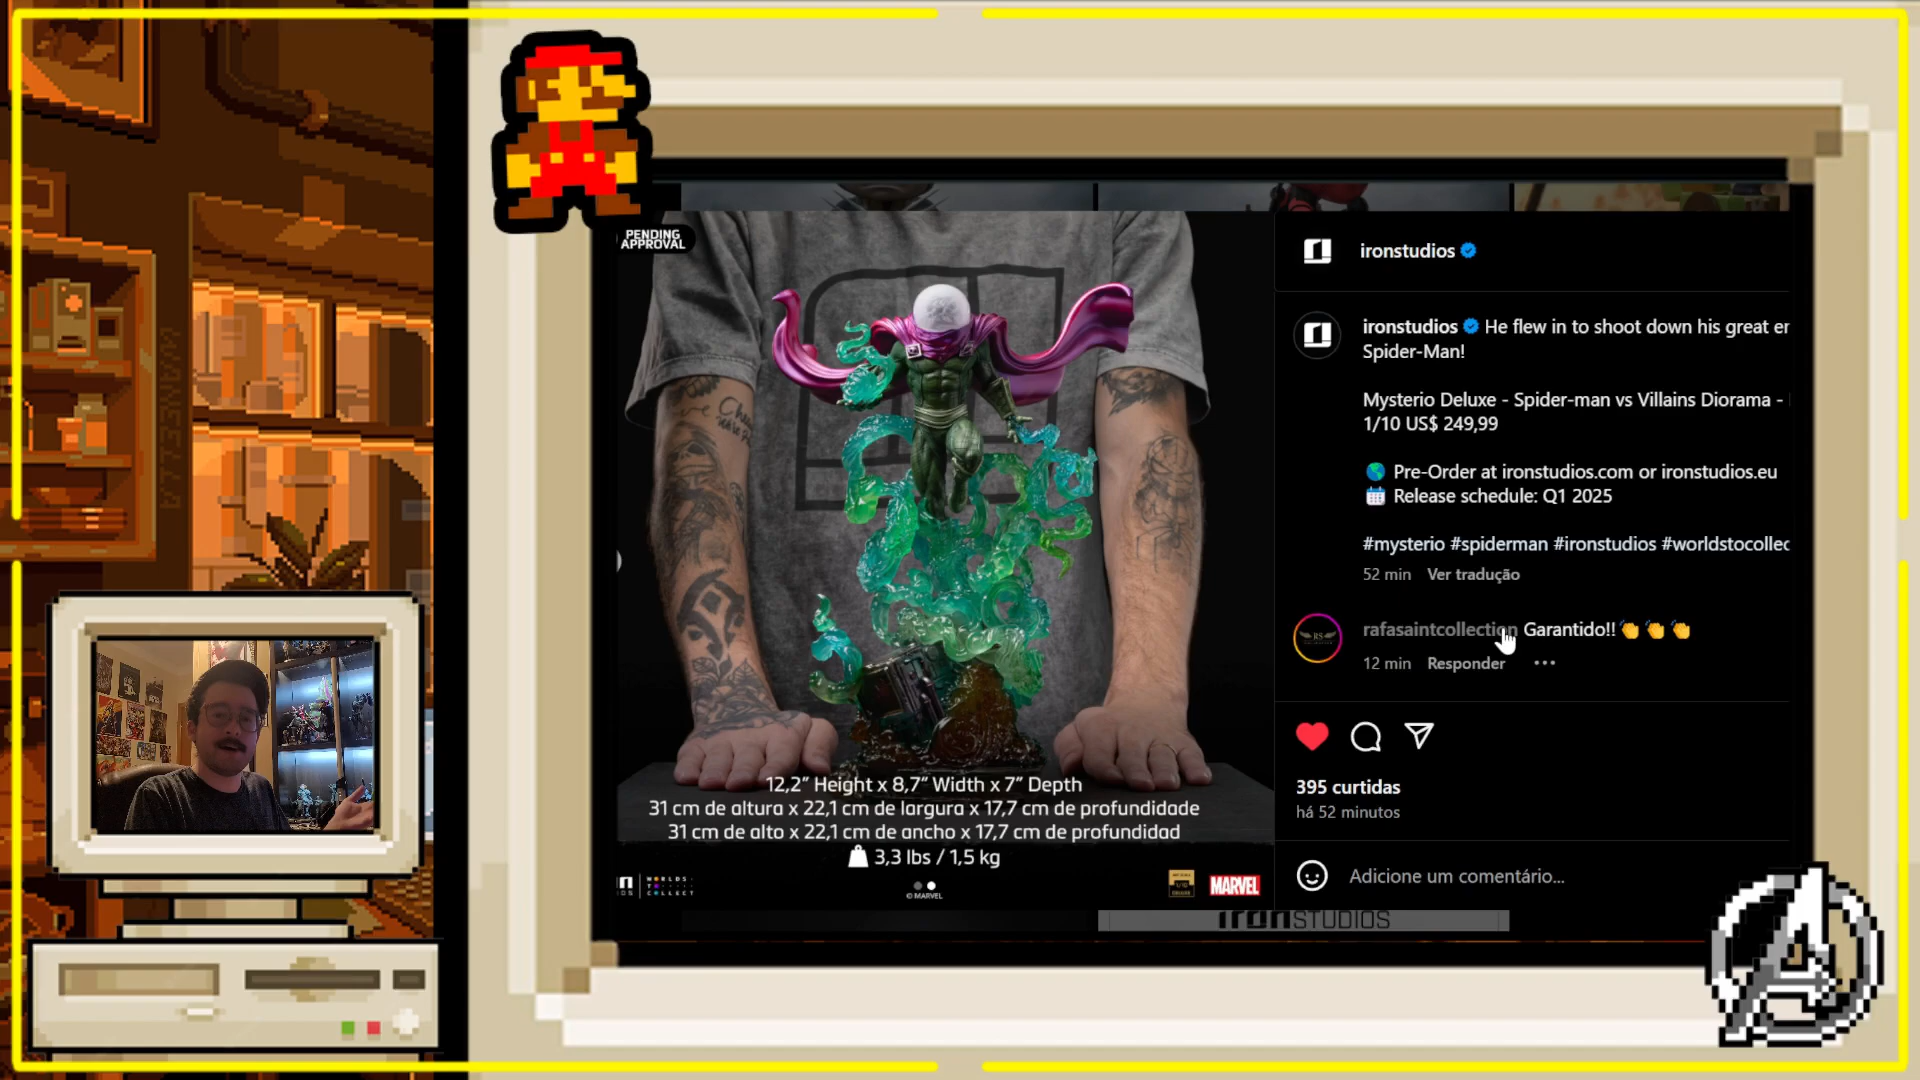 PENDING
APPROVAL
12,2" Height x 8,7" Width x 7" Depth
31 cm de altura x 22,1 cm de largura x 17,7 cm de profundidade
31 cm de alto x 22,1 cm de ancho x 17,7 cm de profundidad
3,3 lbs / 1,5 kg
WORLDS
TO
COLLECT
© MARVEL
MARVEL
ironSTUDIOS
ironstudios
ironstudios He flew in to shoot down his great er
Spider-Man!
Mysterio Deluxe - Spider-man vs Villains Diorama -
1/10 US$ 249,99
Pre-Order at ironstudios.com or ironstudios.eu
Release schedule: Q1 2025
#mysterio #spiderman #ironstudios #worldstocollec
52 min Ver tradução
rafasaintcollection Garantido!! 👏 👏 👏
12 min Responder •••
395 curtidas
há 52 minutos
Adicione um comentário...